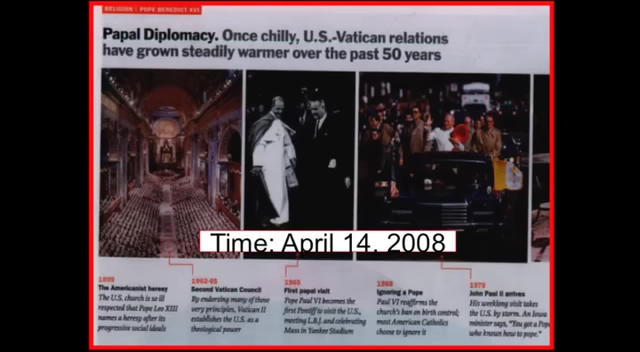 RELIGION | POPE BENEDICT XVI
Papal Diplomacy. Once chilly, U.S.-Vatican relations
have grown steadily warmer over the past 50 years
Time: April 14, 2008
1899
The Americanist heresy
The U.S. church is so ill
respected that Pope Leo XIII
names a heresy after its
progressive social ideals
1962-65
Second Vatican Council
By endorsing many of those
very principles, Vatican II
establishes the U.S. as a
theological power
1965
First papal visit
Pope Paul VI becomes the
first Pontiff to visit the U.S.,
meeting L.B.J. and celebrating
Mass in Yankee Stadium
1968
Ignoring a Pope
Paul VI reaffirms the
church's ban on birth control;
most American Catholics
choose to ignore it
1979
John Paul II arrives
His weeklong visit takes
the U.S. by storm. An Iowa
minister says, "You got a Pope
who knows how to pope."